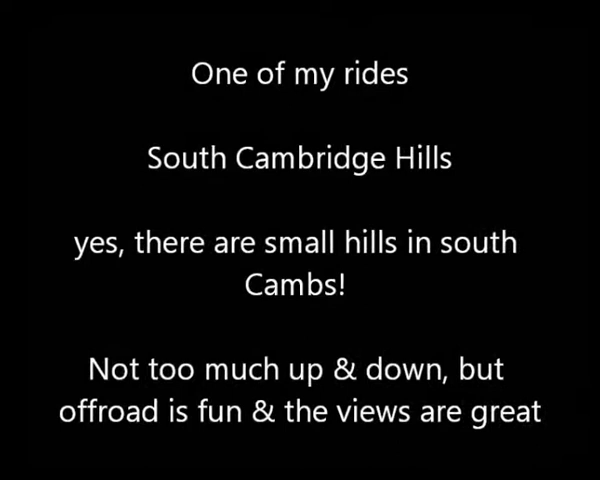 One of my rides
South Cambridge Hills
yes, there are small hills in south
Cambs!
Not too much up & down, but
offroad is fun & the views are great